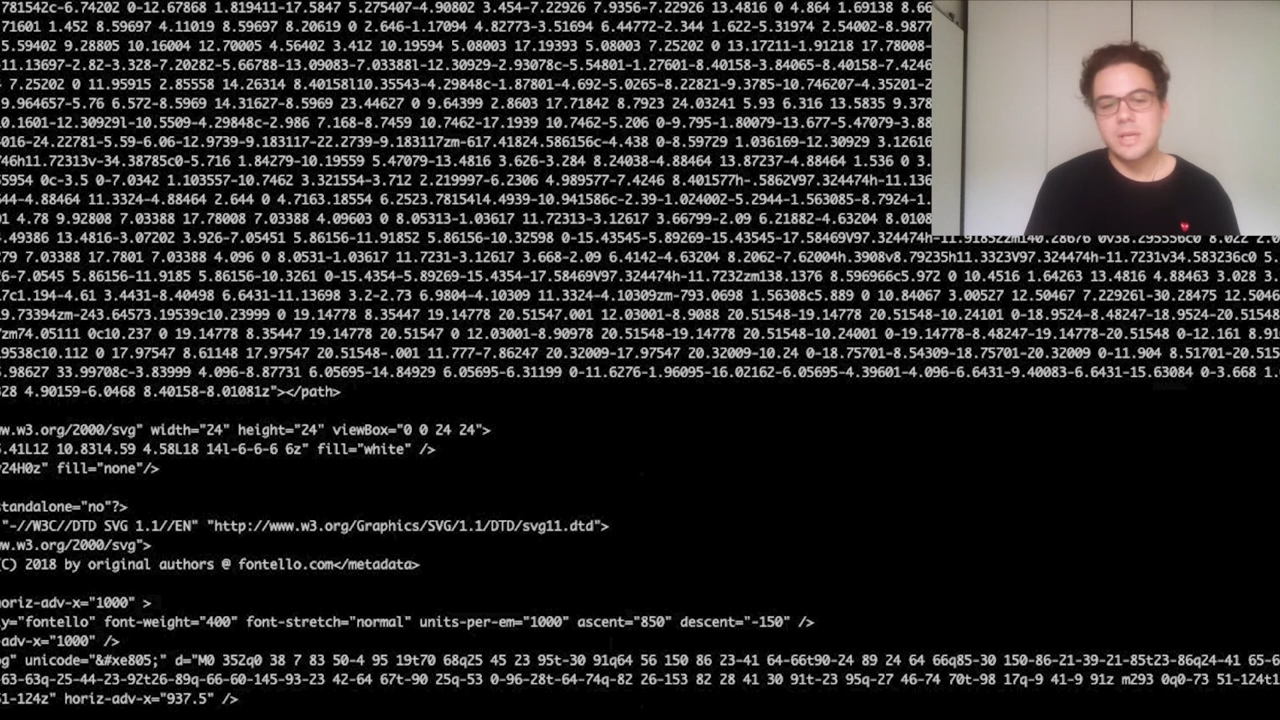 781542c-6.74202 0-12.67868 1.819411-17.5847 5.275407-4.90802 3.454-7.22926 7.9356-7.22926 13.4816 0 4.864 1.69138 8.66
71601 1.452 8.59697 4.11019 8.59697 8.20619 0 2.646-1.17094 4.82773-3.51694 6.44772-2.344 1.622-5.31974 2.54002-8.9877
5.59402 9.28805 10.16004 12.70005 4.56402 3.412 10.19594 5.08003 17.19393 5.08003 7.25202 0 13.17211-1.91218 17.78008-
-11.13697-2.82-3.328-7.20282-5.66788-13.09083-7.03388l-12.30929-2.93078c-5.54801-1.27601-8.40158-3.84065-8.40158-7.4246
7.25202 0 11.95915 2.85558 14.26314 8.40158l10.35543-4.29848c-1.87801-4.692-5.0265-8.22821-9.3785-10.746207-4.35201-2
9.964657-5.76 6.572-8.5969 14.31627-8.5969 23.44627 0 9.64399 2.8603 17.71842 8.7923 24.03241 5.93 6.316 13.5835 9.378
10.1601-12.30929l-10.5509-4.29848c-2.986 7.168-8.7459 10.7462-17.1939 10.7462-5.206 0-9.795-1.80079-13.677-5.47079-3.88
016-24.22781-5.59-6.06-12.9739-9.183117-22.2739-9.183117zm-617.41824.586156c-4.438 0-8.59729 1.036169-12.30929 3.12616
746h11.72313v-34.38785c0-5.716 1.84279-10.19559 5.47079-13.4816 3.626-3.284 8.24038-4.88464 13.87237-4.88464 1.536 0 3.
55954 0c-3.5 0-7.0342 1.103557-10.7462 3.321554-3.712 2.219997-6.2306 4.989577-7.4246 8.401577h-.5862V97.324474h-11.136
644-4.88464 11.3324-4.88464 2.644 0 4.7163.18554 6.2523.78154l4.4939-10.941586c-2.39-1.024002-5.2944-1.563085-8.7924-1.
91 4.78 9.92808 7.03388 17.78008 7.03388 4.09603 0 8.05313-1.03617 11.72313-3.12617 3.66799-2.09 6.21882-4.63204 8.0108
.49386 13.4816-3.07202 3.926-7.05451 5.86156-11.91852 5.86156-10.32598 0-15.43545-5.89269-15.43545-17.58469V97.324474h-11.918522m140.28676 0v38.295556c0 8.022 2.0
279 7.03388 17.7801 7.03388 4.096 0 8.0531-1.03617 11.7231-3.12617 3.668-2.09 6.4142-4.63204 8.2062-7.62004h.3908v8.79235h11.3323V97.324474h-11.7231v34.583236c0 5.
-6-7.0545 5.86156-11.9185 5.86156-10.3261 0-15.4354-5.89269-15.4354-17.58469V97.324474h-11.7232zm138.1376 8.596966c5.972 0 10.4516 1.64263 13.4816 4.88463 3.028 3
17c1.194-4.61 3.4431-8.40498 6.6431-11.13698 3.2-2.73 6.9804-4.10309 11.3324-4.10309zm-793.0698 1.56308c5.889 0 10.84067 3.00527 12.50467 7.22926l-30.28475 12.5046
.19.73394zm-243.64573.19539c10.23999 0 19.14778 8.35447 19.14778 20.51547.001 12.03001-8.9088 20.51548-19.14778 20.51548-10.24101 0-18.9524-8.48247-18.9524-20.51548
7zm74.05111 0c10.237 0 19.14778 8.35447 19.14778 20.51547 0 12.03001-8.90978 20.51548-19.14778 20.51548-10.24001 0-19.14778-8.48247-19.14778-20.51548 0-12.161 8.91
19538c10.112 0 17.97547 8.61148 17.97547 20.51548-.001 11.777-7.86247 20.32009-17.97547 20.32009-10.24 0-18.75701-8.54309-18.75701-20.32009 0-11.904 8.51701-20.515
5.98627 33.99708c-3.83999 4.096-8.87731 6.05695-14.84929 6.05695-6.31199 0-11.6276-1.96095-16.02162-6.05695-4.39601-4.096-6.6431-9.40083-6.6431-15.63084 0-3.668 1.
328 4.90159-6.0468 8.40158-8.01081z"></path>
w.w3.org/2000/svg" width="24" height="24" viewBox="0 0 24 24">
.41L12 10.83l4.59 4.58L18 14l-6-6-6 6z" fill="white" />
24H0z" fill="none"/>
standalone="no"?>
"-//W3C//DTD SVG 1.1//EN" "http://www.w3.org/Graphics/SVG/1.1/DTD/svg11.dtd">
w.w3.org/2000/svg">
(C) 2018 by original authors @ fontello.com</metadata>
horiz-adv-x="1000" >
y="fontello" font-weight="400" font-stretch="normal" units-per-em="1000" ascent="850" descent="-150" />
adv-x="1000" />
og" unicode="&#xe805;" d="M0 352q0 38 7 83 50-4 95 19t70 68q25 45 23 95t-30 91q64 56 150 86 23-41 64-66t90-24 89 24 64 66q85-30 150-86-21-39-21-85t23-86q24-41 65-6
-63-63q-25-44-23-92t26-89q-66-60-145-93-23 42-64 67t-90 25q-53 0-96-28t-64-74q-82 26-153 82 28 41 30 91t-23 95q-27 46-74 70t-98 17q-9 41-9 91z m293 0q0-73 51-124t1
51-124z" horiz-adv-x="937.5" />